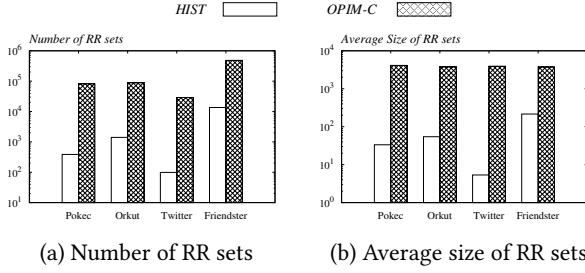 HIST OPIM-C
Number of RR sets
10^6
10^5
10^4
10^3
10^2
10^1
Pokec Orkut Twitter Friendster
(a) Number of RR sets
Average Size of RR sets
10^4
10^3
10^2
10^1
10^0
Pokec Orkut Twitter Friendster
(b) Average size of RR sets